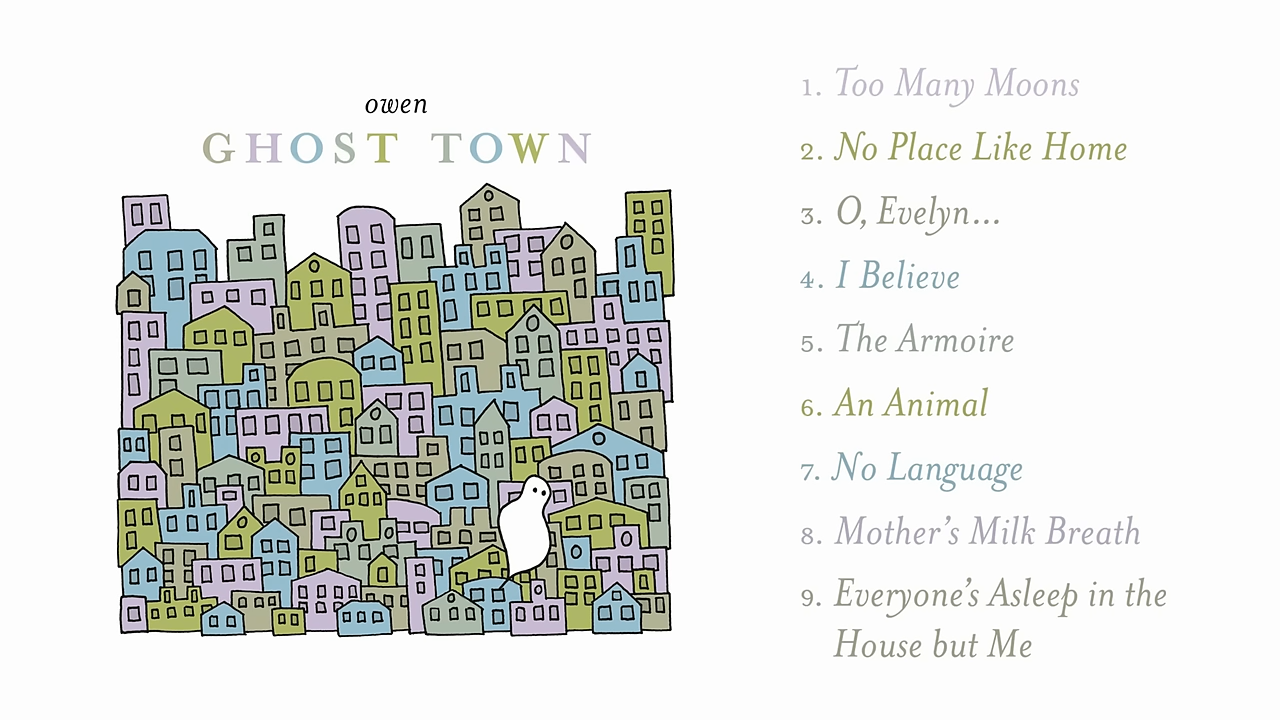 owen
GHOST TOWN
1. Too Many Moons
2. No Place Like Home
3. O, Evelyn...
4. I Believe
5. The Armoire
6. An Animal
7. No Language
8. Mother's Milk Breath
9. Everyone's Asleep in the
House but Me